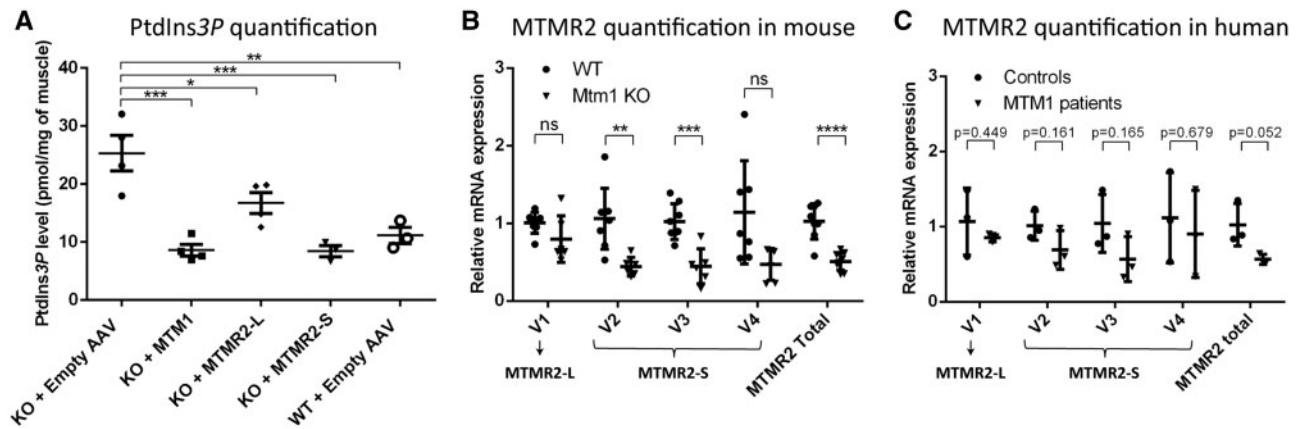 A
PtdIns3P quantification
**
***
*
***
PtdIns3P level (pmol/mg of muscle)
40
30
20
10
0
KO + Empty AAV
KO + MTM1
KO + MTMR2-L
KO + MTMR2-S
WT + Empty AAV
B
MTMR2 quantification in mouse
WT
Mtm1 KO
ns
**
***
ns
****
Relative mRNA expression
3
2
1
0
V1
V2
V3
V4
MTMR2 Total
MTMR2-L
MTMR2-S
C
MTMR2 quantification in human
Controls
MTM1 patients
p=0.449
p=0.161
p=0.165
p=0.679
p=0.052
Relative mRNA expression
3
2
1
0
V1
V2
V3
V4
MTMR2 total
MTMR2-L
MTMR2-S